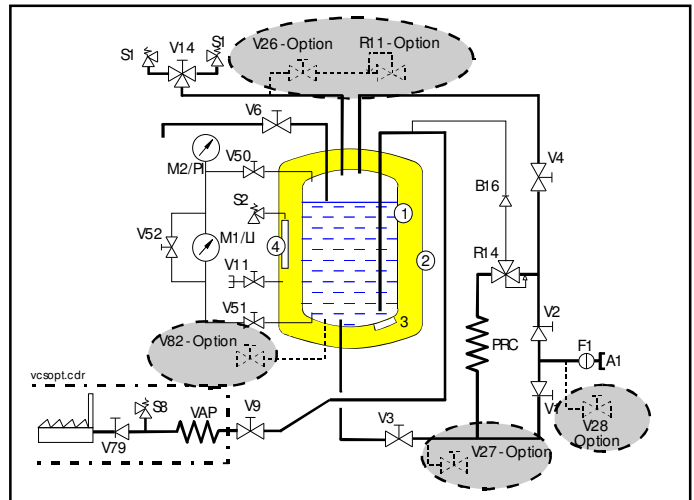 S1
V14
S1
V26-Option
R11-Option
V6
M2/PI
V50
V4
S2
B16
V52
M1/LI
1
2
4
V11
R14
V51
3
V2
V82-Option
PRC
F1
A1
vcsopt.cdr
S8
VAP
V9
V3
V28
Option
V79
V27-Option